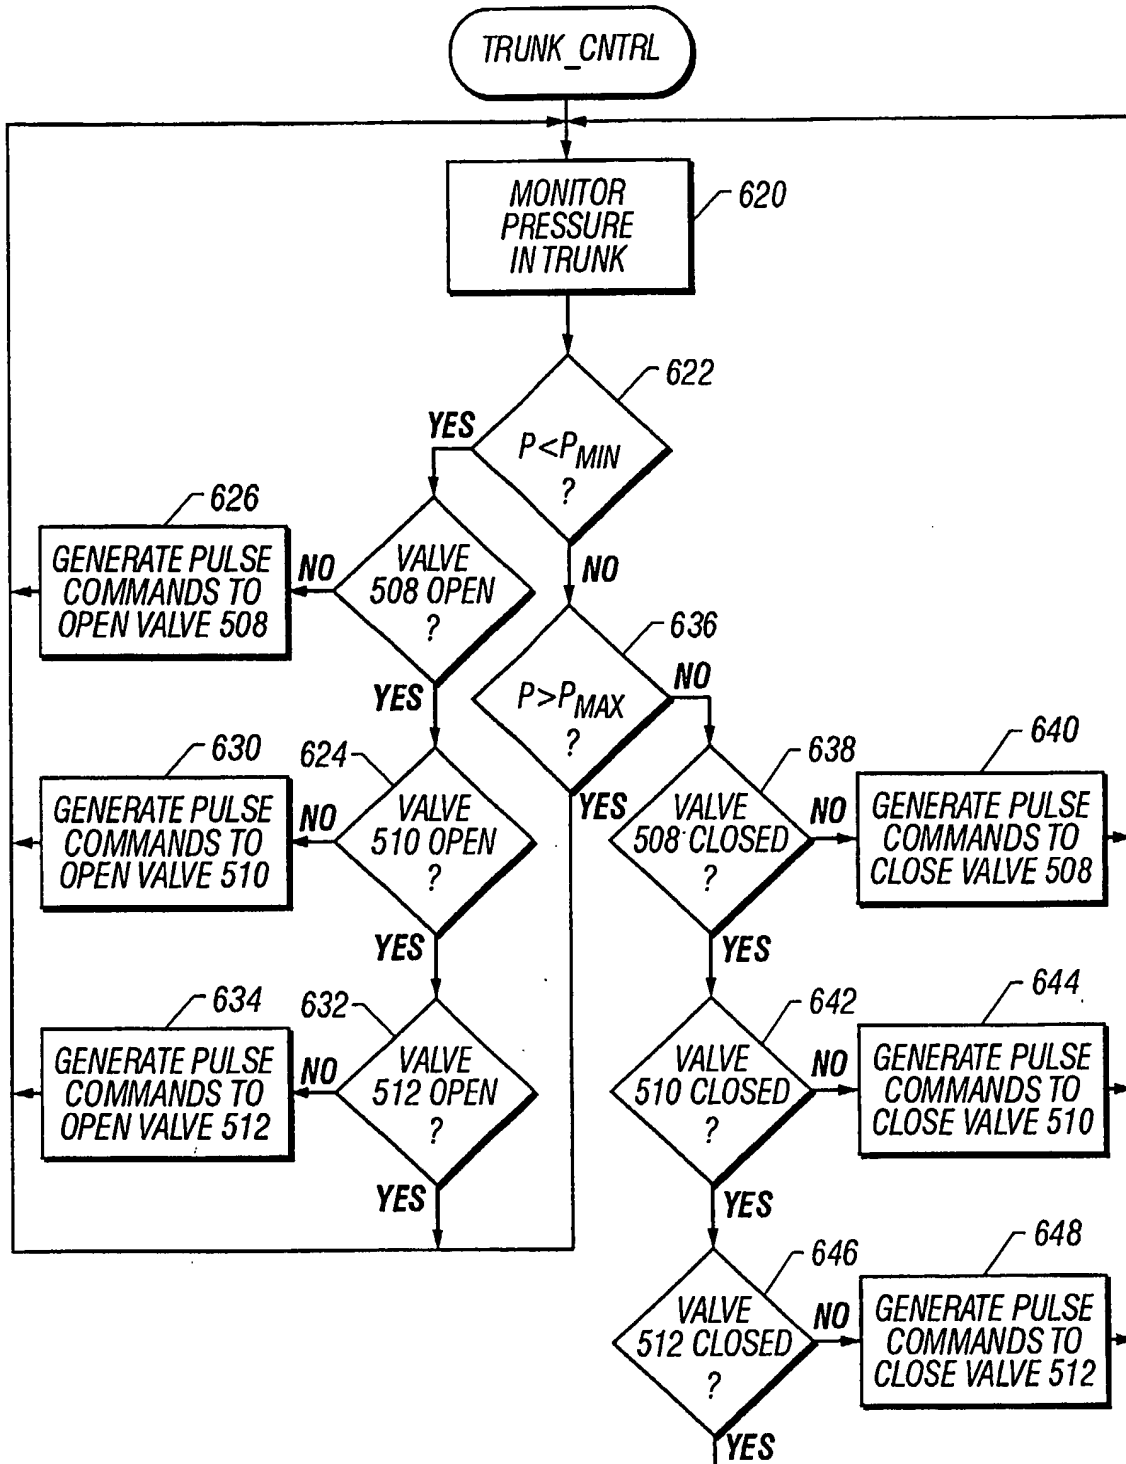 TRUNK_CNTRL
MONITOR
PRESSURE
IN TRUNK
620
622
YES
P<PMIN
?
NO
626
GENERATE PULSE
COMMANDS TO
OPEN VALVE 508
NO
VALVE
508 OPEN
?
YES
636
P>PMAX
?
NO
YES
630
GENERATE PULSE
COMMANDS TO
OPEN VALVE 510
NO
624
VALVE
510 OPEN
?
YES
638
VALVE
508 CLOSED
?
NO
YES
640
GENERATE PULSE
COMMANDS TO
CLOSE VALVE 508
634
GENERATE PULSE
COMMANDS TO
OPEN VALVE 512
NO
632
VALVE
512 OPEN
?
YES
642
VALVE
510 CLOSED
?
NO
YES
644
GENERATE PULSE
COMMANDS TO
CLOSE VALVE 510
646
VALVE
512 CLOSED
?
NO
YES
648
GENERATE PULSE
COMMANDS TO
CLOSE VALVE 512